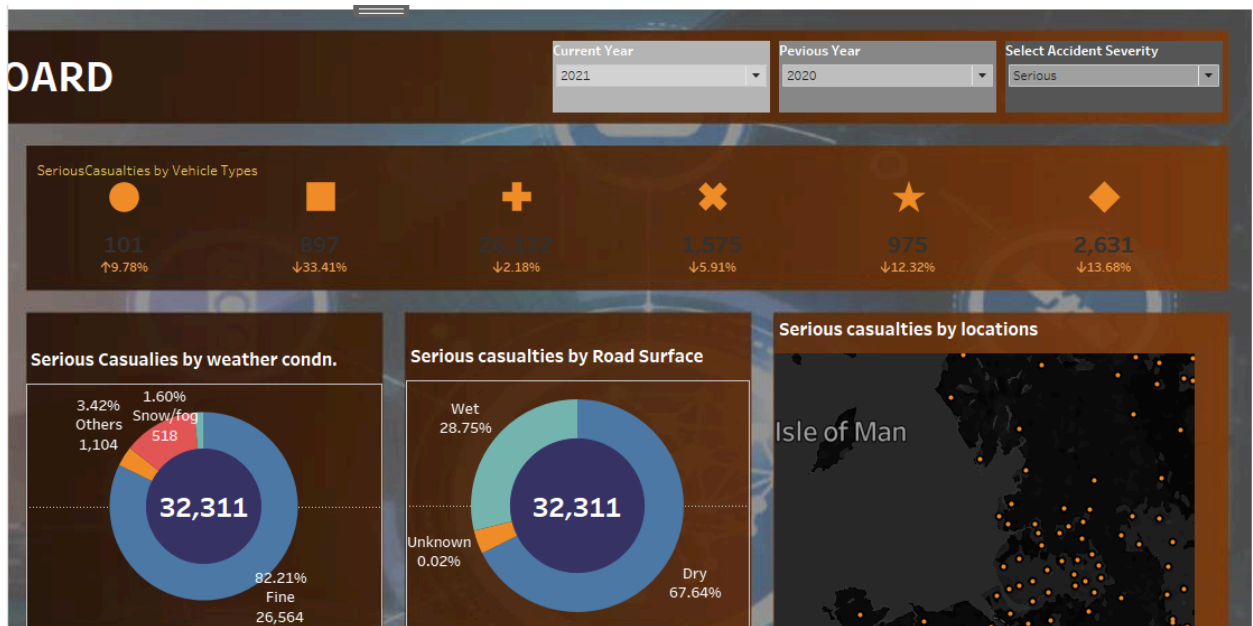 Current Year
Pevious Year
Select Accident Severity
2021
2020
Serious
OARD
SeriousCasualties by Vehicle Types
101
897
26,132
1,575
975
2,631
↑9.78%
↓33.41%
↓2.18%
↓5.91%
↓12.32%
↓13.68%
Serious Casualies by weather condn.
3.42%
Others
1,104
1.60%
Snow/fog
518
32,311
82.21%
Fine
26,564
Serious casualties by Road Surface
Wet
28.75%
32,311
Unknown
0.02%
Dry
67.64%
Serious casualties by locations
Isle of Man